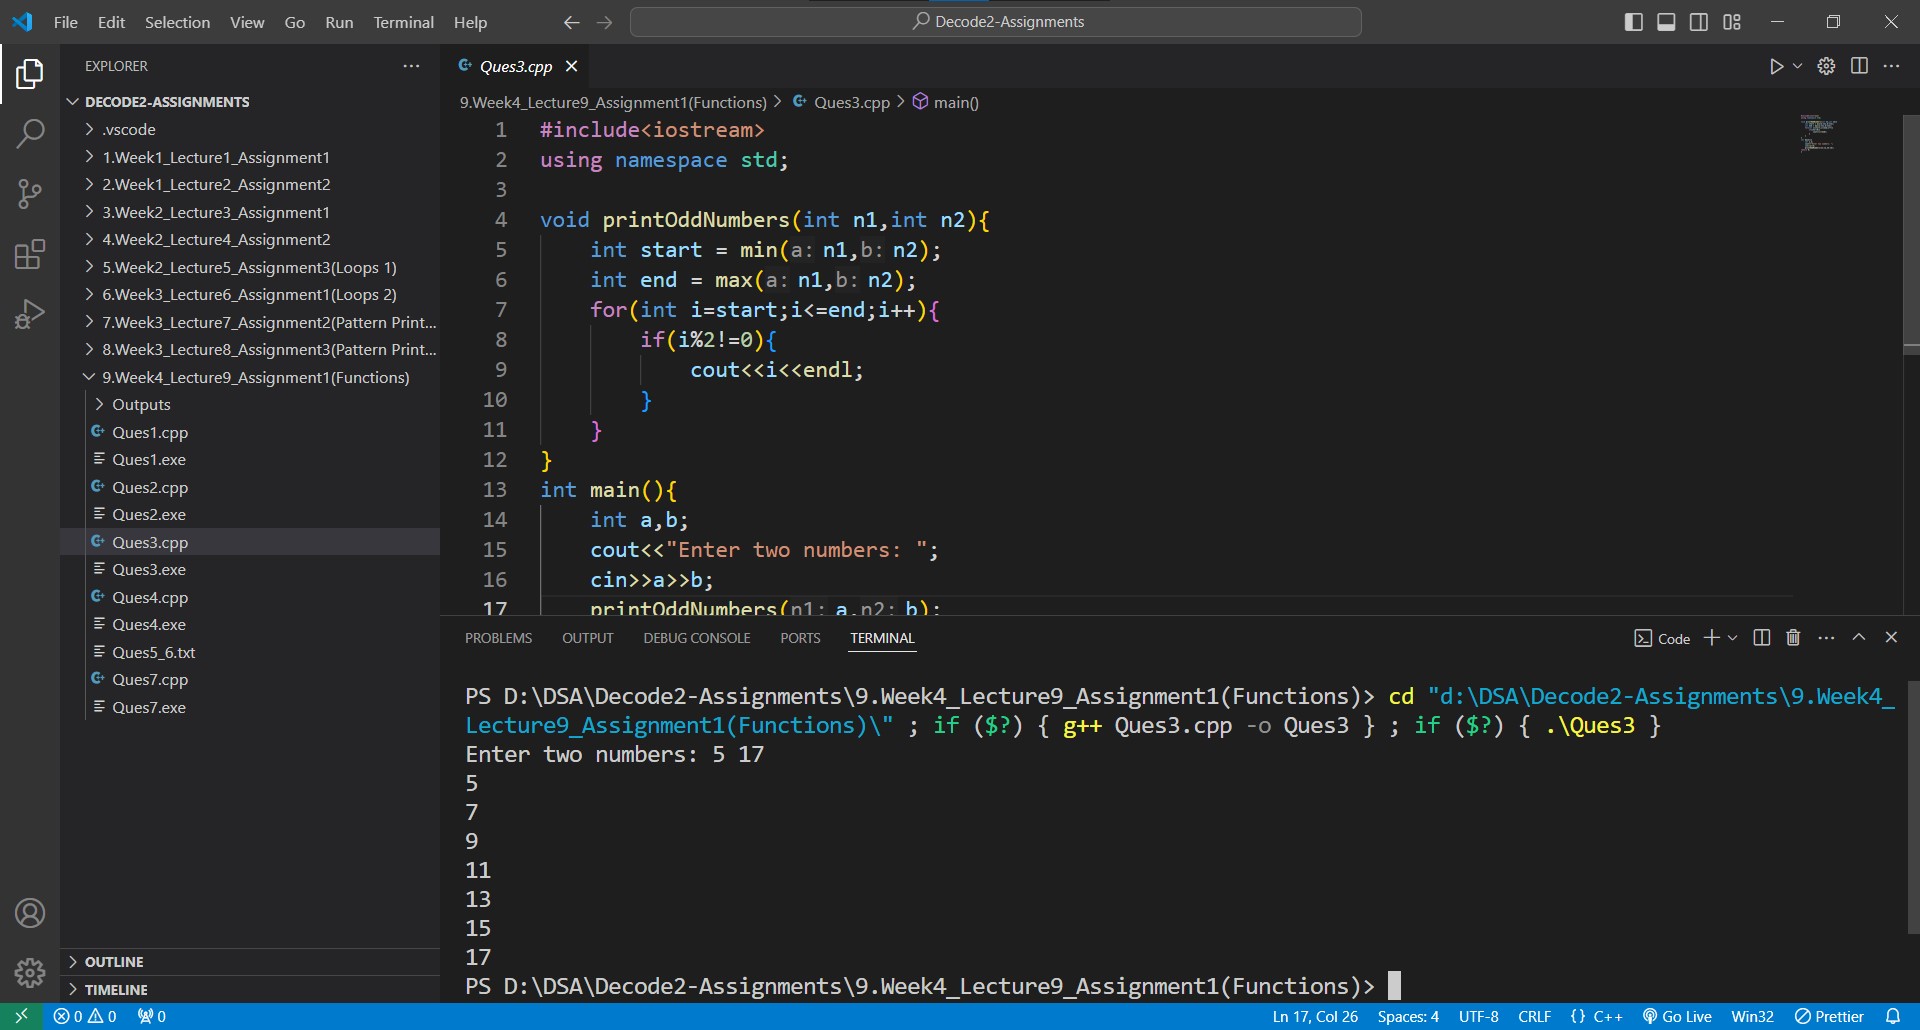 File Edit Selection View Go Run Terminal Help
Decode2-Assignments
EXPLORER
DECODE2-ASSIGNMENTS
.vscode
1.Week1_Lecture1_Assignment1
2.Week1_Lecture2_Assignment2
3.Week2_Lecture3_Assignment1
4.Week2_Lecture4_Assignment2
5.Week2_Lecture5_Assignment3(Loops 1)
6.Week3_Lecture6_Assignment1(Loops 2)
7.Week3_Lecture7_Assignment2(Pattern Print...
8.Week3_Lecture8_Assignment3(Pattern Print...
9.Week4_Lecture9_Assignment1(Functions)
Outputs
Ques1.cpp
Ques1.exe
Ques2.cpp
Ques2.exe
Ques3.cpp
Ques3.exe
Ques4.cpp
Ques4.exe
Ques5_6.txt
Ques7.cpp
Ques7.exe
OUTLINE
TIMELINE
Ques3.cpp
9.Week4_Lecture9_Assignment1(Functions) > Ques3.cpp > main()
1 #include<iostream>
2 using namespace std;
3
4 void printOddNumbers(int n1,int n2){
5 int start = min(a: n1,b: n2);
6 int end = max(a: n1,b: n2);
7 for(int i=start;i<=end;i++){
8 if(i%2!=0){
9 cout<<i<<endl;
10 }
11 }
12 }
13 int main(){
14 int a,b;
15 cout<<"Enter two numbers: ";
16 cin>>a>>b;
17 printOddNumbers(n1: a,n2: b);
PROBLEMS OUTPUT DEBUG CONSOLE PORTS TERMINAL
Code
PS D:\DSA\Decode2-Assignments\9.Week4_Lecture9_Assignment1(Functions)> cd "d:\DSA\Decode2-Assignments\9.Week4_
Lecture9_Assignment1(Functions)\" ; if ($?) { g++ Ques3.cpp -o Ques3 } ; if ($?) { .\Ques3 }
Enter two numbers: 5 17
5
7
9
11
13
15
17
PS D:\DSA\Decode2-Assignments\9.Week4_Lecture9_Assignment1(Functions)>
0 0 0 Ln 17, Col 26 Spaces: 4 UTF-8 CRLF {} C++ Go Live Win32 Prettier